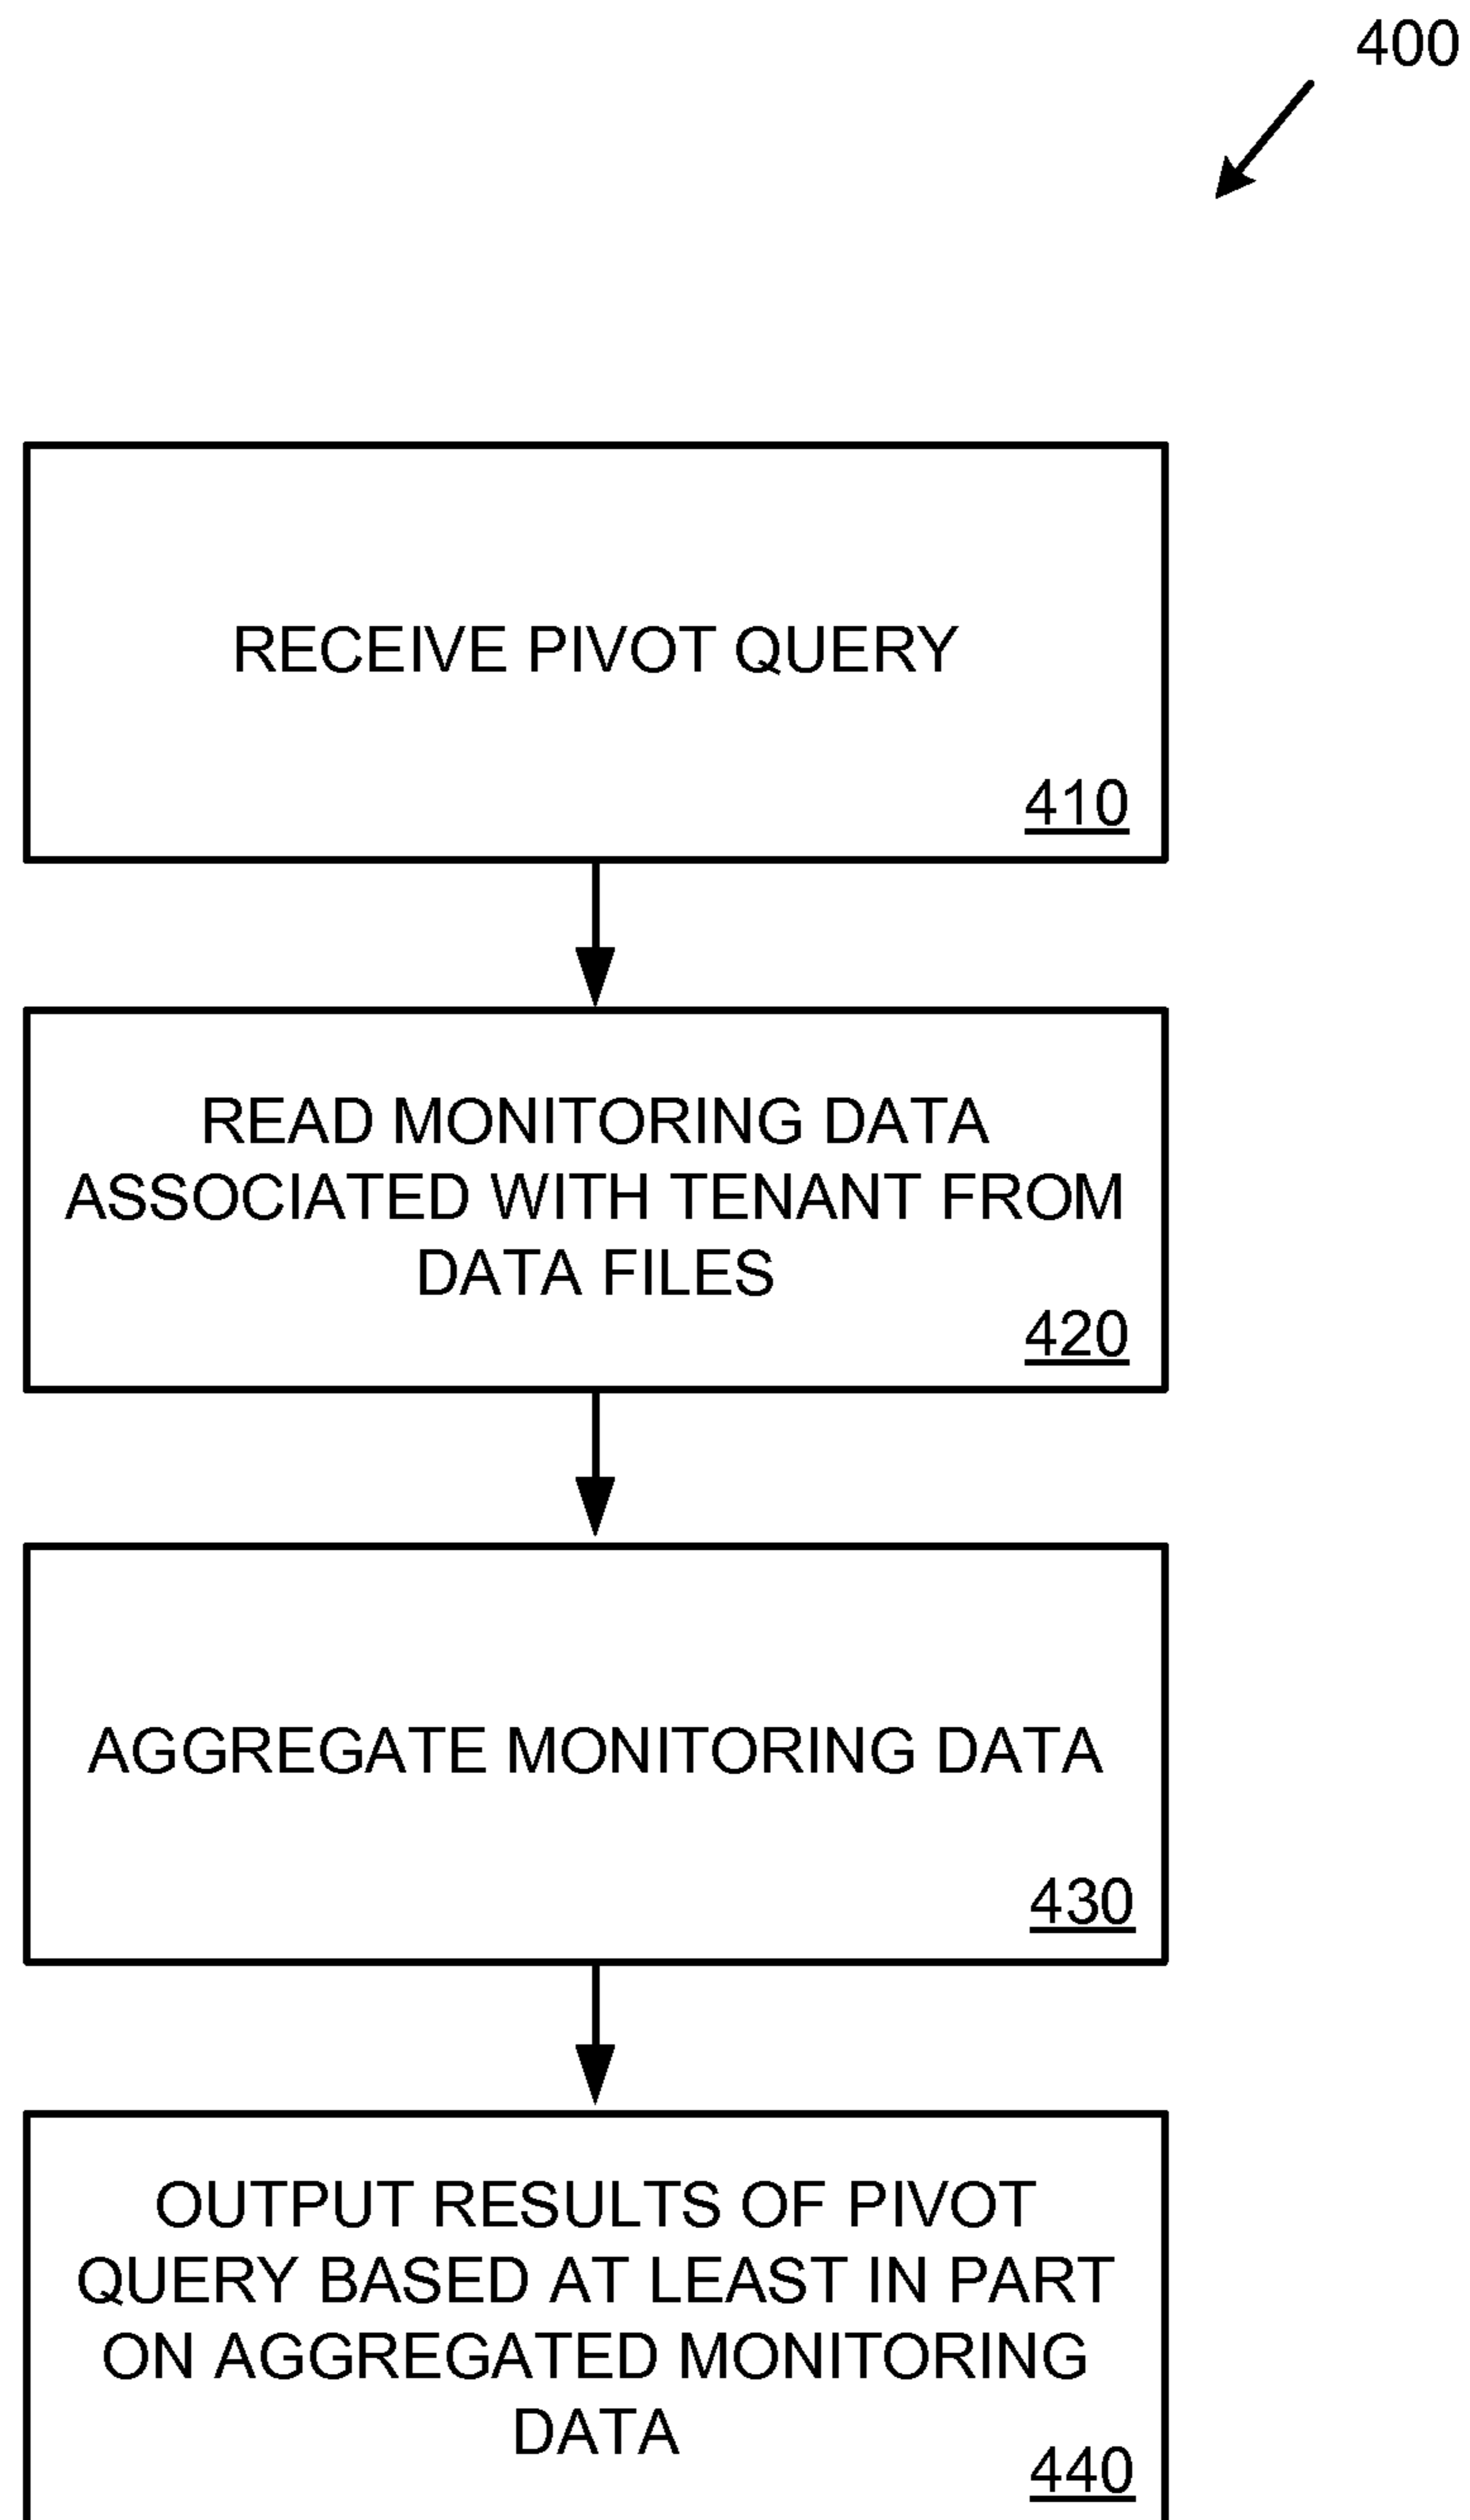 400
RECEIVE PIVOT QUERY
410
READ MONITORING DATA
ASSOCIATED WITH TENANT FROM
DATA FILES
420
AGGREGATE MONITORING DATA
430
OUTPUT RESULTS OF PIVOT
QUERY BASED AT LEAST IN PART
ON AGGREGATED MONITORING
DATA
440